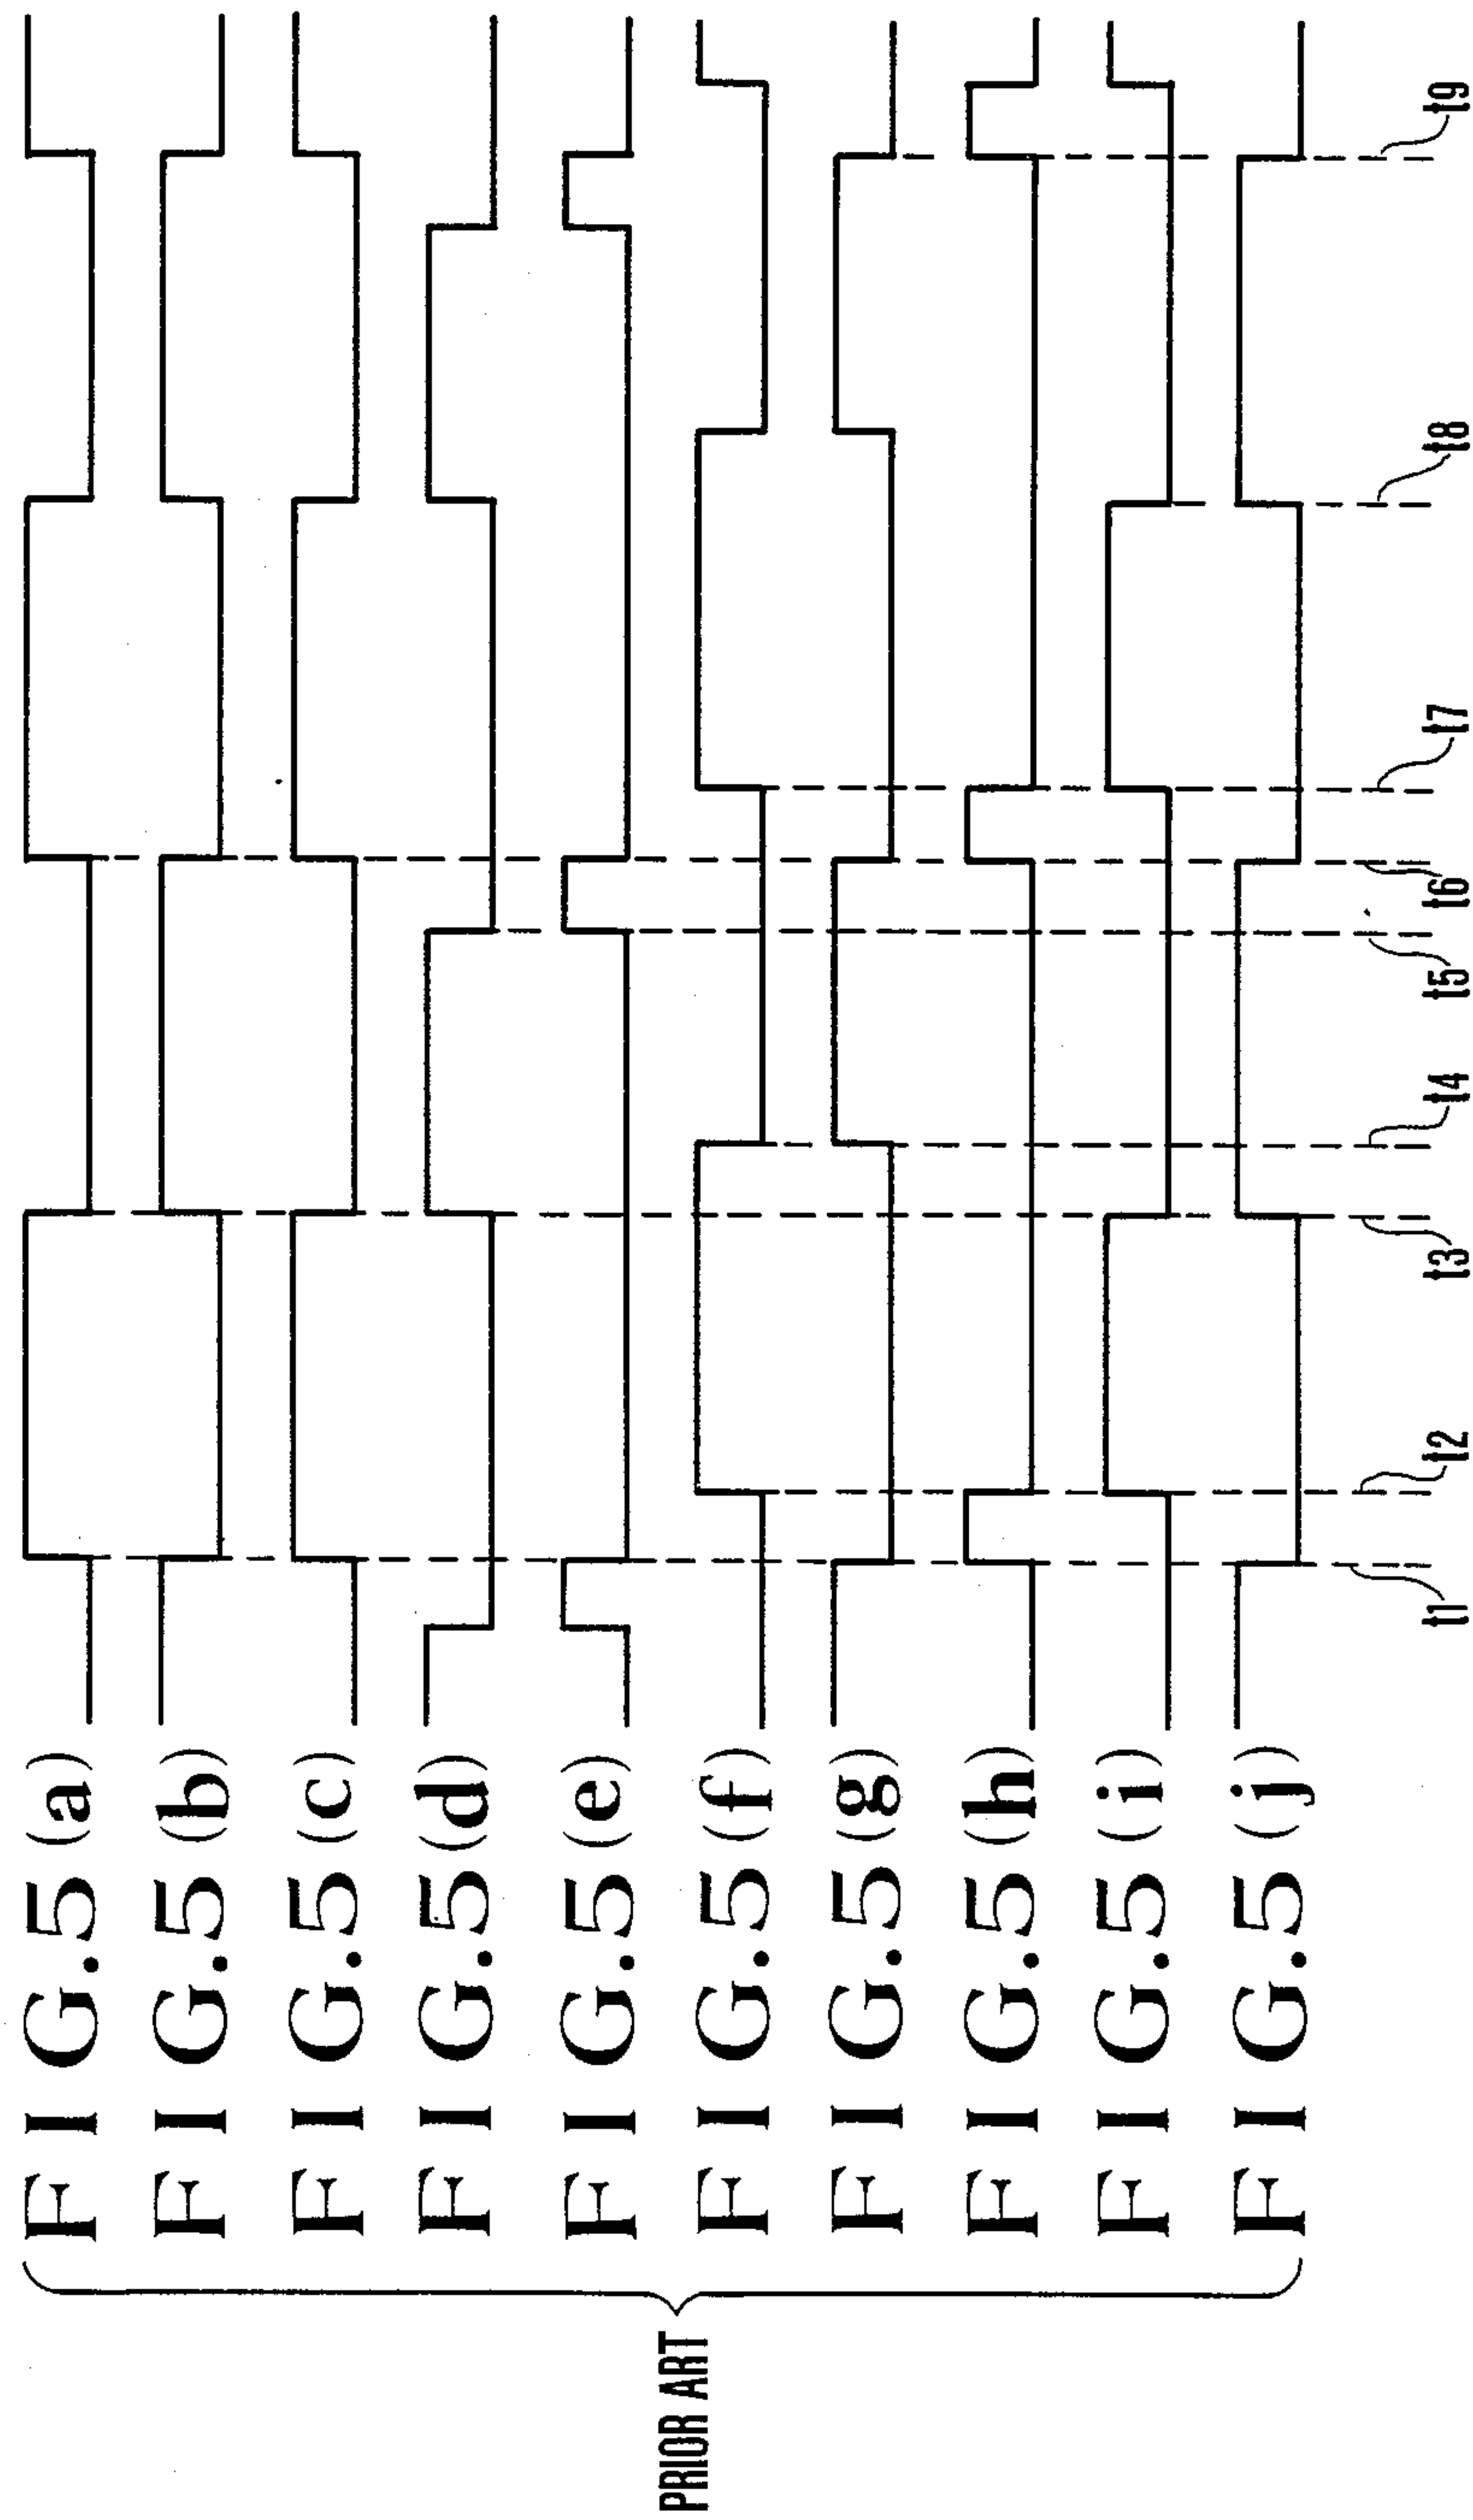 PRIOR ART
FIG.5(a)
FIG.5(b)
FIG.5(c)
FIG.5(d)
FIG.5(e)
FIG.5(f)
FIG.5(g)
FIG.5(h)
FIG.5(i)
FIG.5(j)
t1 t2 t3 t4 t5 t6 t7 t8 t9